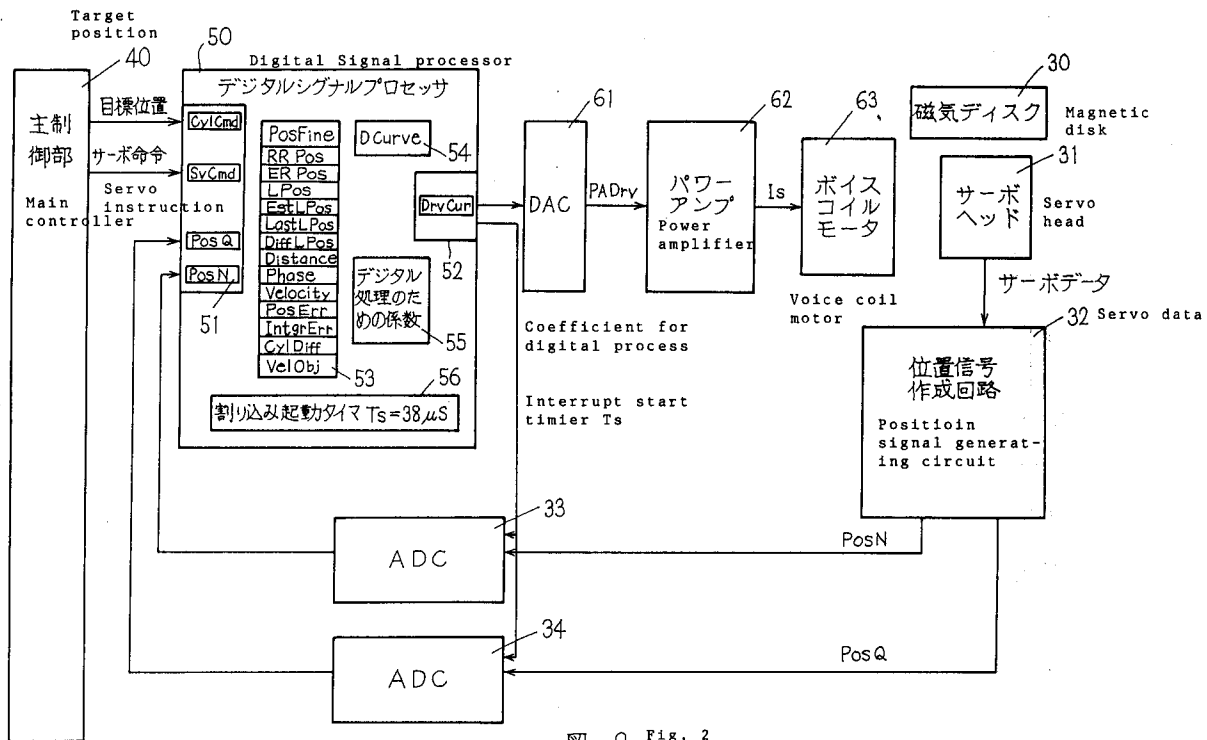 Target
position
40
主制
御部
Main
controller
目標位置
サーボ命令
Servo
instruction
50
Digital Signal processor
デジタルシグナルプロセッサ
CylCmd
SvCmd
PosQ
PosN
51
PosFine
RR Pos
ER Pos
LPos
EstLPos
LastLPos
DiffLPos
Distance
Phase
Velocity
PosErr
IntgrErr
CylDiff
VelObj
53
DCurve
54
DrvCur
52
デジタル
処理のた
めの係数
55
56
割り込み起動タイマ Ts=38μS
Coefficient for
digital process
Interrupt start
timier Ts
61
DAC
PADrv
62
パワー
アンプ
Power
amplifier
Is
63
ボイス
コイル
モータ
Voice coil
motor
30
磁気ディスク
Magnetic
disk
31
サーボ
ヘッド
Servo
head
サーボデータ
32 Servo data
位置信号
作成回路
Positioin
signal generat-
ing circuit
33
ADC
PosN
34
ADC
PosQ
Fig. 2